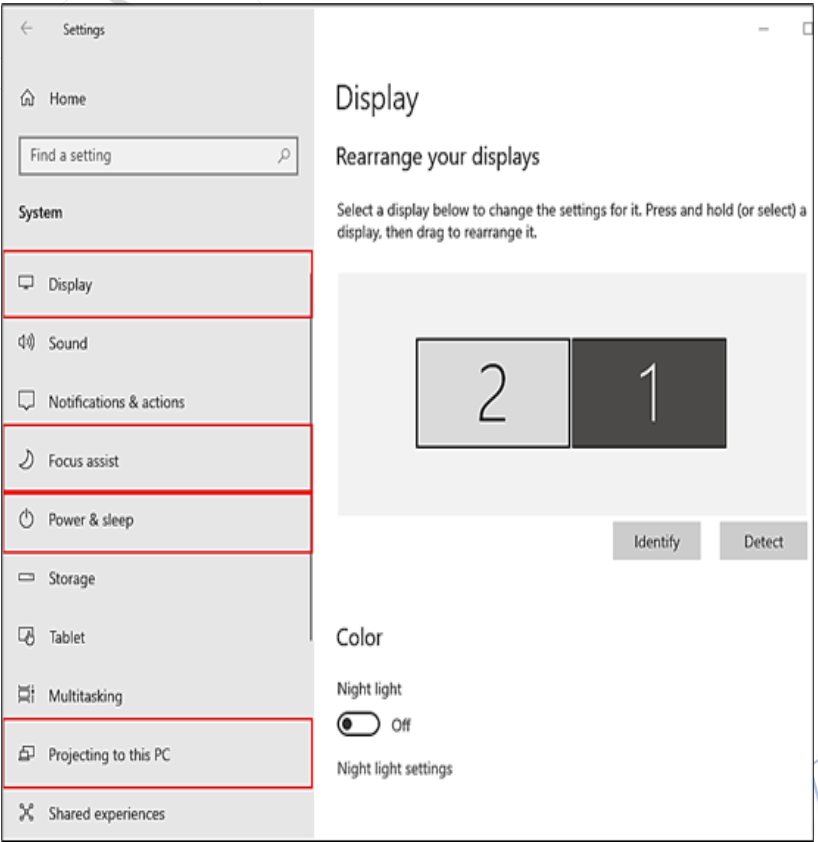 Settings
Home
Find a setting
System
Display
Sound
Notifications & actions
Focus assist
Power & sleep
Storage
Tablet
Multitasking
Projecting to this PC
Shared experiences
Display
Rearrange your displays
Select a display below to change the settings for it. Press and hold (or select) a
display, then drag to rearrange it.
2 1
Identify Detect
Color
Night light
Off
Night light settings